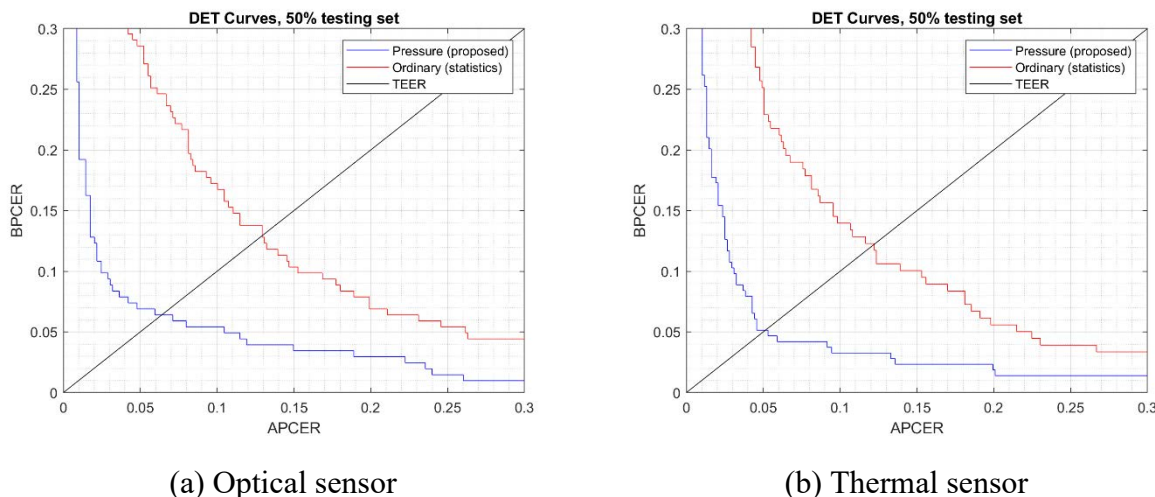 DET Curves, 50% testing set
Pressure (proposed)
Ordinary (statistics)
TEER
BPCER
0.3
0.25
0.2
0.15
0.1
0.05
0
0 0.05 0.1 0.15 0.2 0.25 0.3
APCER
(a) Optical sensor
DET Curves, 50% testing set
Pressure (proposed)
Ordinary (statistics)
TEER
BPCER
0.3
0.25
0.2
0.15
0.1
0.05
0
0 0.05 0.1 0.15 0.2 0.25 0.3
APCER
(b) Thermal sensor